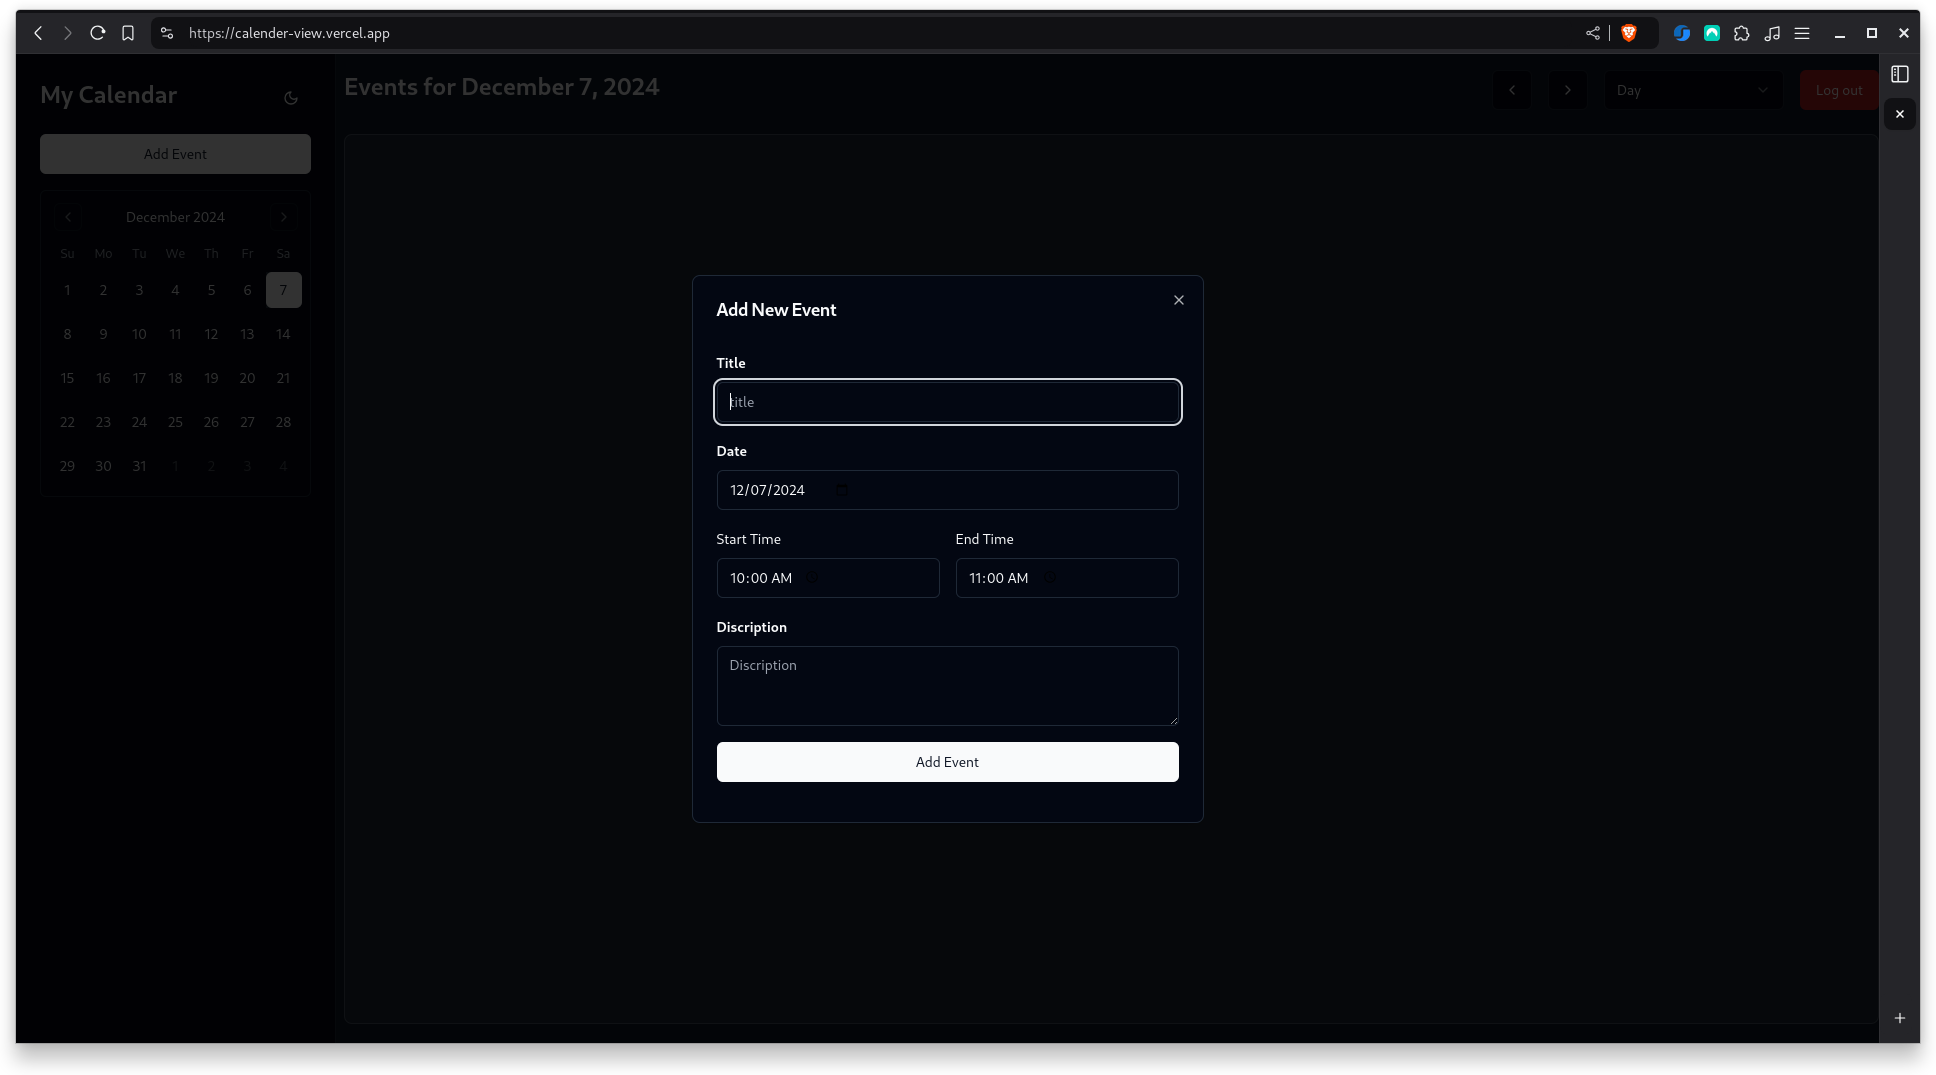 https://calender-view.vercel.app
My Calendar
Add Event
December 2024
Su Mo Tu We Th Fr Sa
1 2 3 4 5 6 7
8 9 10 11 12 13 14
15 16 17 18 19 20 21
22 23 24 25 26 27 28
29 30 31 1 2 3 4
Events for December 7, 2024
Day
Log out
Add New Event
Title
title
Date
12/07/2024
Start Time End Time
10:00 AM 11:00 AM
Discription
Discription
Add Event